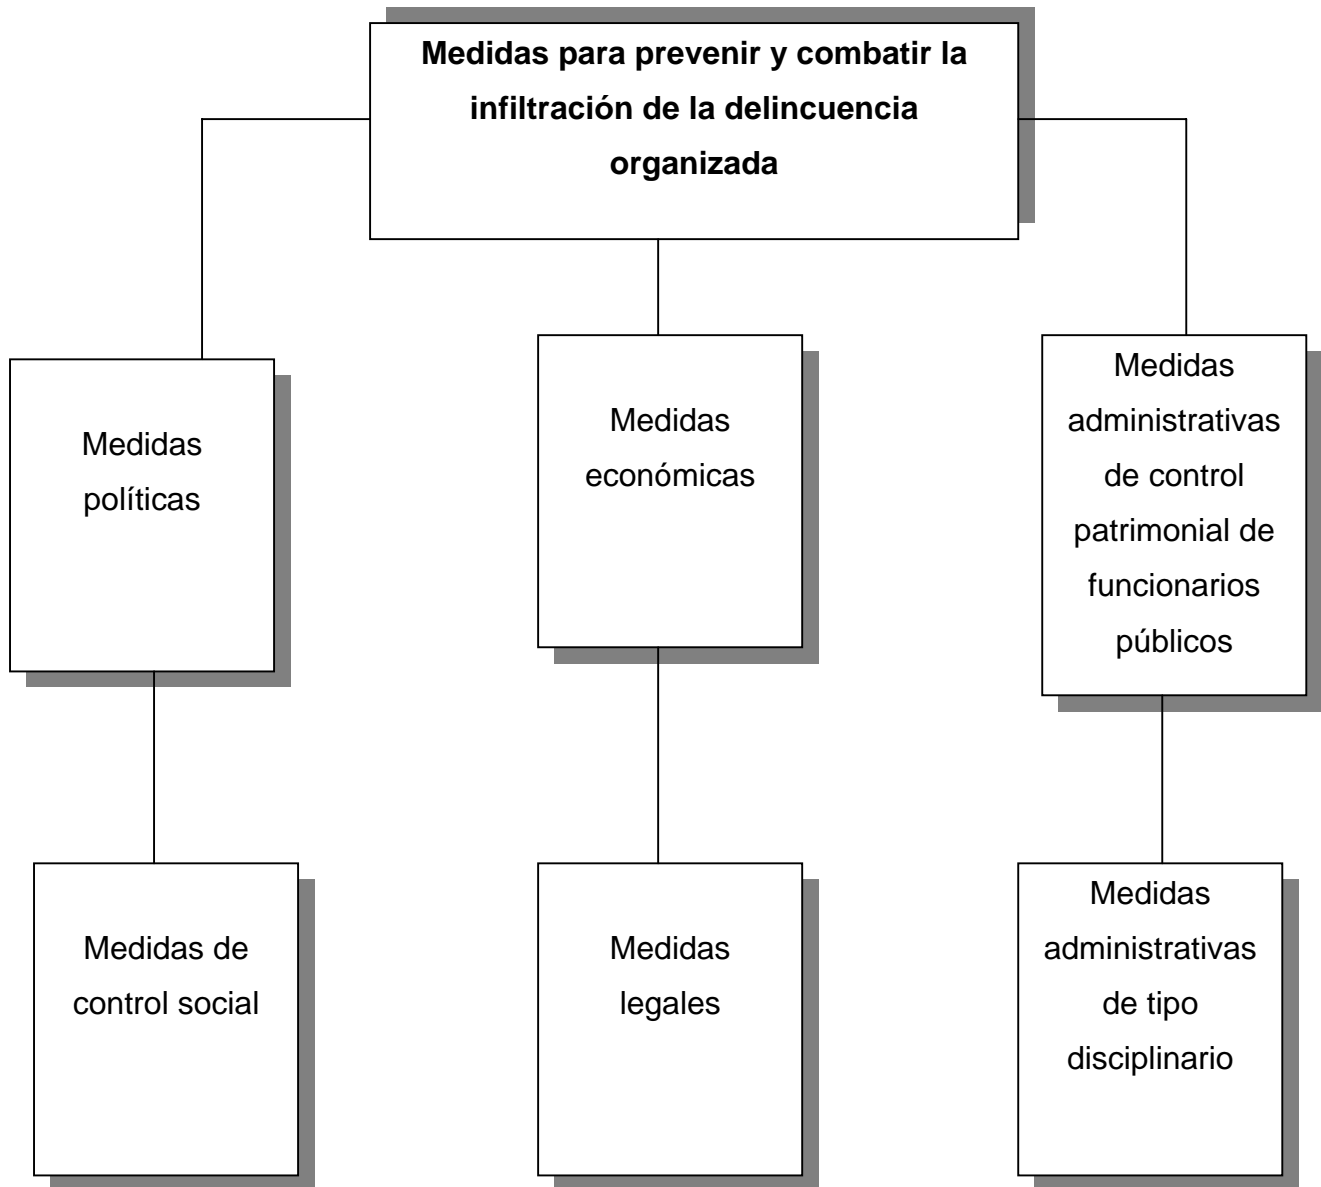 Medidas para prevenir y combatir la
infiltración de la delincuencia
organizada
Medidas
políticas
Medidas
económicas
Medidas
administrativas
de control
patrimonial de
funcionarios
públicos
Medidas de
control social
Medidas
legales
Medidas
administrativas
de tipo
disciplinario